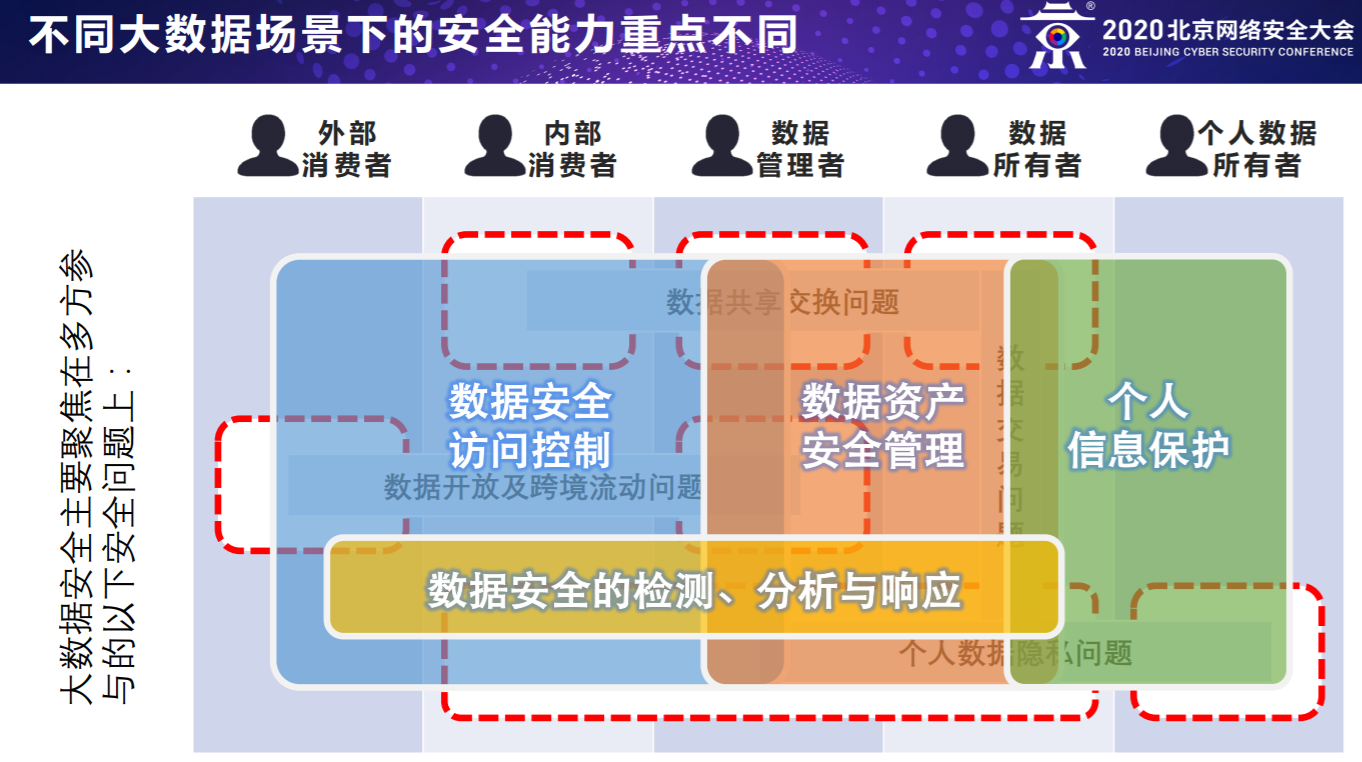 不同大数据场景下的安全能力重点不同
®
2020北京网络安全大会
2020 BEIJING CYBER SECURITY CONFERENCE
外部
消费者
内部
消费者
数据
管理者
数据
所有者
个人数据
所有者
大数据安全主要聚焦在多方参
与的以下安全问题上：
数据共享交换问题
数据安全
访问控制
数据资产
安全管理
数据交易问题
个人
信息保护
数据开放及跨境流动问题
数据安全的检测、分析与响应
个人数据隐私问题